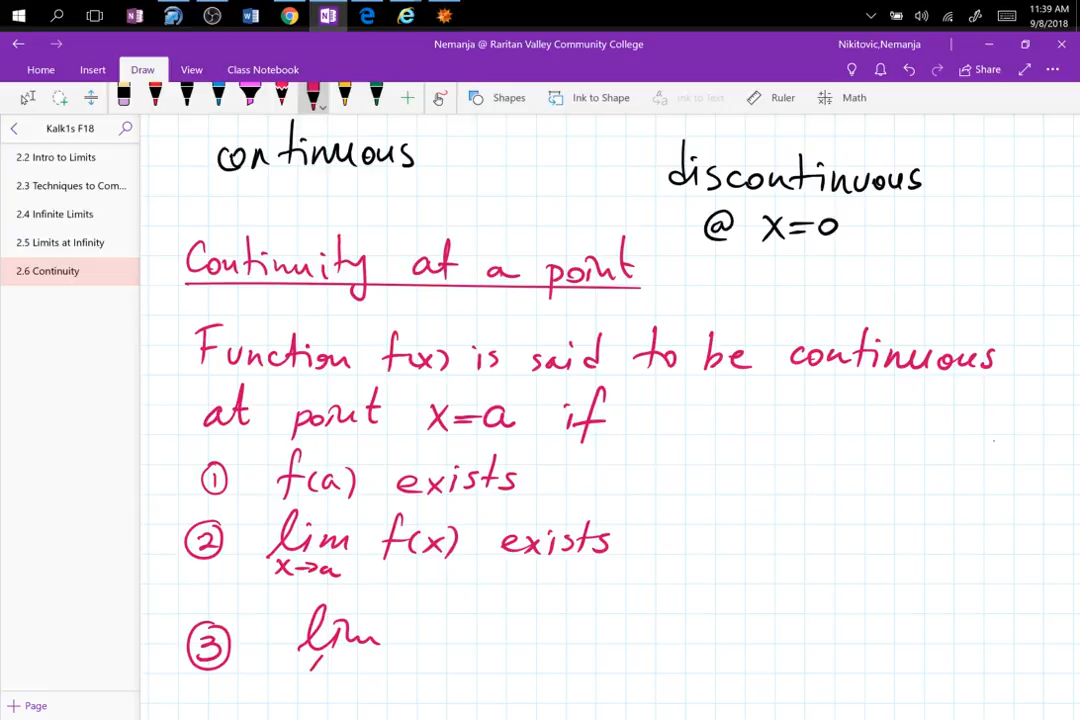 11:39 AM
9/8/2018
Nemanja @ Raritan Valley Community College
Nikitovic,Nemanja
Home Insert Draw View Class Notebook
Share
Shapes Ink to Shape Ink to Text Ruler Math
Kalk1s F18
2.2 Intro to Limits
2.3 Techniques to Com...
2.4 Infinite Limits
2.5 Limits at Infinity
2.6 Continuity
+ Page
continuous
discontinuous
@ x=0
Continuity at a point
Function f(x) is said to be continuous
at point x=a if
① f(a) exists
② lim f(x) exists
x→a
③ lim